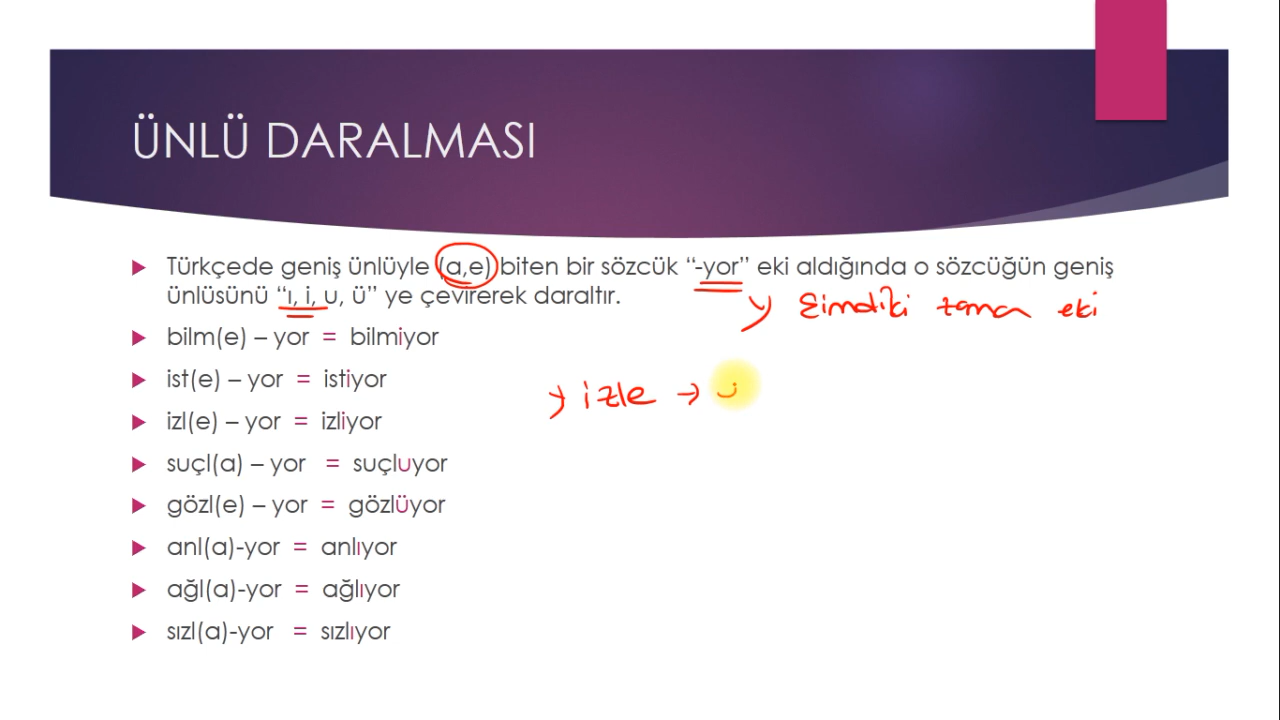 ÜNLÜ DARALMASI
Türkçede geniş ünlüyle (a,e) biten bir sözcük “-yor” eki aldığında o sözcüğün geniş
ünlüsünü “ı, i, u, ü” ye çevirerek daraltır.
eki
bilm(e) – yor = bilmiyor
ist(e) – yor = istiyor
izle →
izl(e) – yor = izliyor
suçl(a) – yor = suçluyor
gözl(e) – yor = gözlüyor
anl(a)-yor = anlıyor
ağl(a)-yor = ağlıyor
sızl(a)-yor = sızlıyor